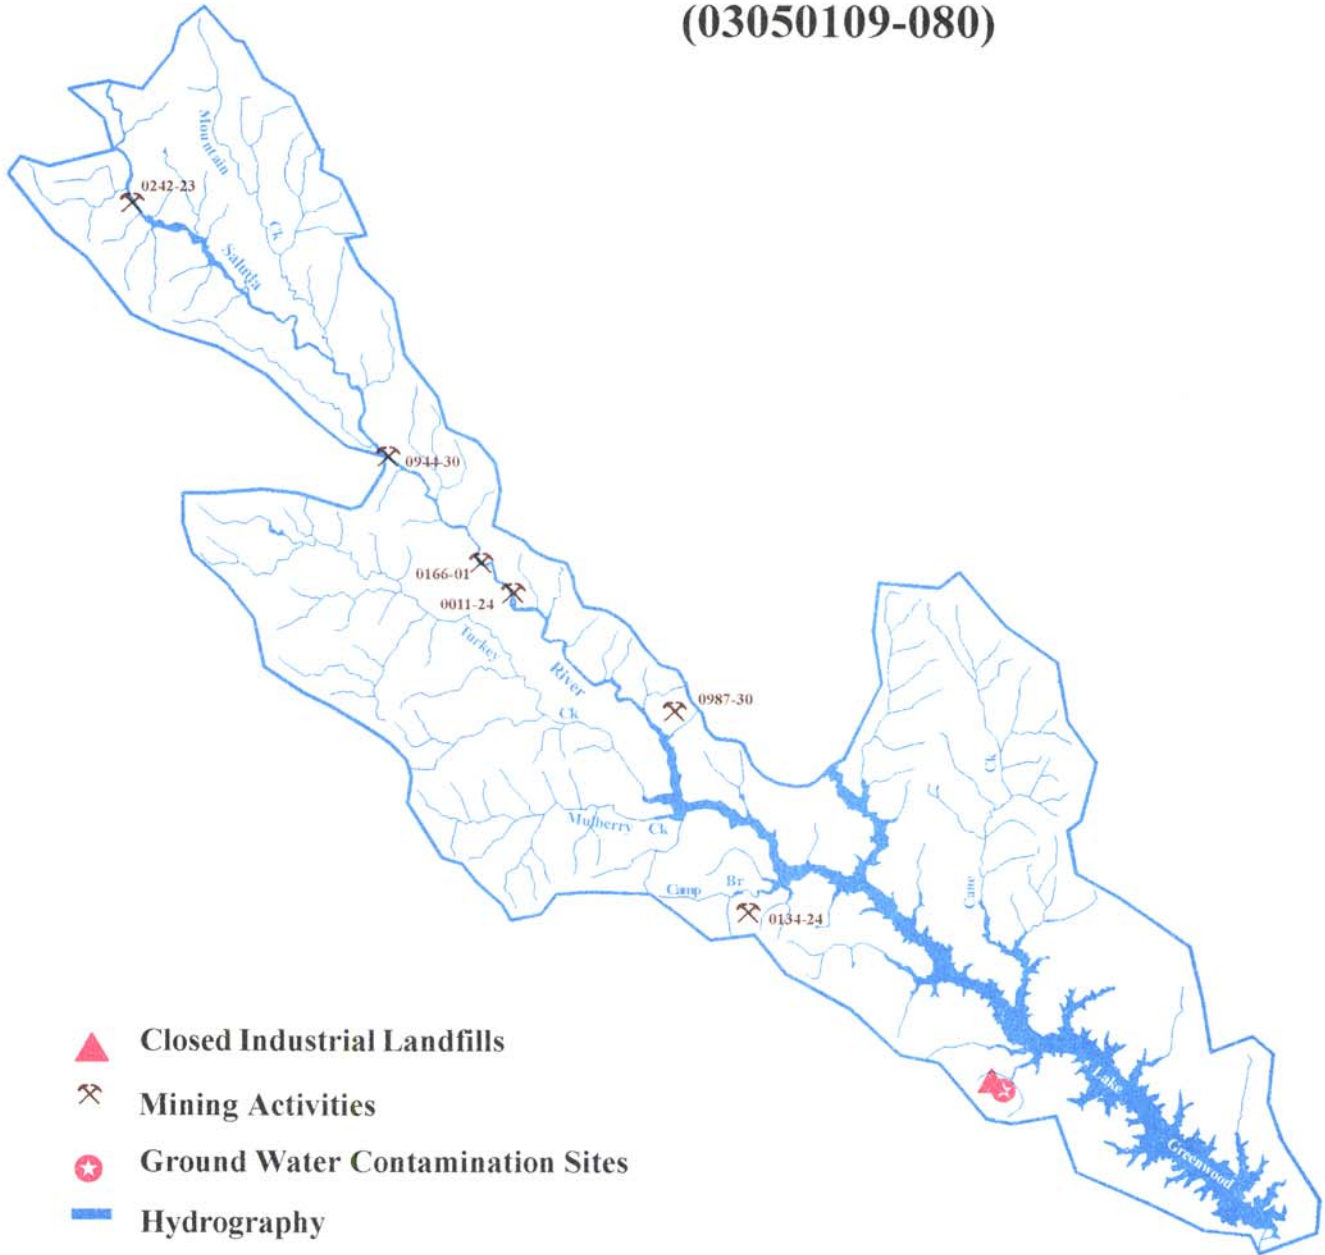 (03050109-080)
Mountain
Ck
0242-23
Saluda
0944-30
0166-01
0011-24
Turkey
River
Ck
0987-30
Ck
Mulberry Ck
Camp Br
Cane
0134-24
Lake
Greenwood
Closed Industrial Landfills
Mining Activities
Ground Water Contamination Sites
Hydrography